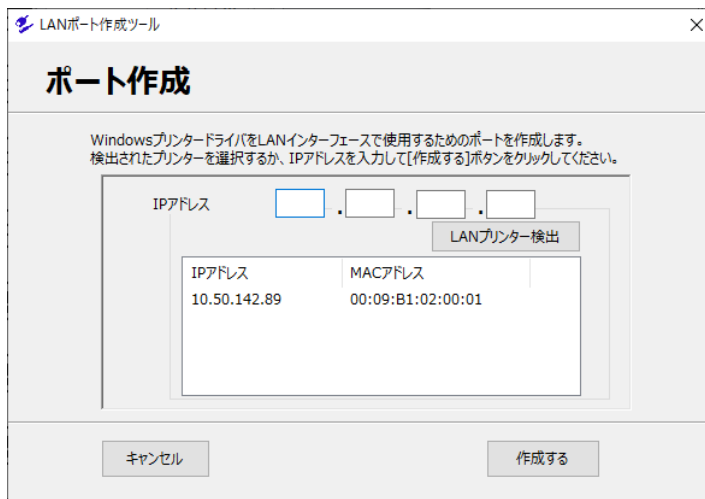 LANポート作成ツール
ポート作成
WindowsプリンタードライバをLANインターフェースで使用するためのポートを作成します。
検出されたプリンターを選択するか、IPアドレスを入力して[作成する]ボタンをクリックしてください。
IPアドレス . . .
LANプリンター検出
IPアドレス MACアドレス
10.50.142.89 00:09:B1:02:00:01
キャンセル 作成する